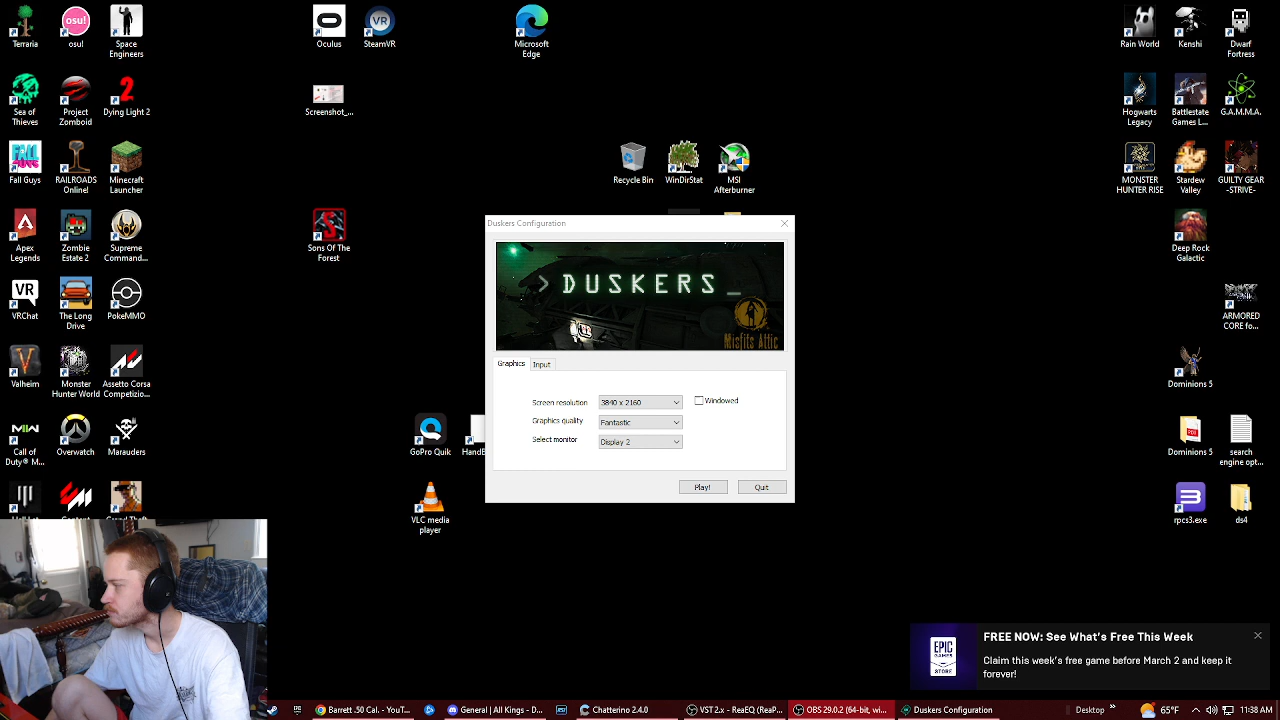 Terraria
osu!
Space
Engineers
Oculus
VR
SteamVR
Microsoft
Edge
Rain World
Kenshi
Dwarf
Fortress
Sea of
Thieves
Project
Zomboid
2
Dying Light 2
Screenshot_...
Hogwarts
Legacy
Battlestate
Games L...
G.A.M.M.A.
Fall Guys
RAILROADS
Online!
Minecraft
Launcher
Recycle Bin
WinDirStat
MSI
Afterburner
MONSTER
HUNTER RISE
Stardew
Valley
GUILTY GEAR
-STRIVE-
Apex
Legends
Zombie
Estate 2
Supreme
Command...
Sons Of The
Forest
Deep Rock
Galactic
Duskers Configuration
> DUSKERS_
Misfits Attic
Graphics
Input
Screen resolution
3840 x 2160
Windowed
Graphics quality
Fantastic
Select monitor
Display 2
Play!
Quit
VR
VRChat
The Long
Drive
PokeMMO
ARMORED
CORE fo...
Valheim
Monster
Hunter World
Assetto Corsa
Competizio...
Dominions 5
Call of
Duty® M...
Overwatch
Marauders
GoPro Quik
HandB
Dominions 5
search
engine opt...
VLC media
player
rpcs3.exe
ds4
EPIC
GAMES
STORE
FREE NOW: See What's Free This Week
Claim this week's free game before March 2 and keep it
forever!
Barrett .50 Cal. - YouT...
General | All Kings - D...
Chatterino 2.4.0
VST 2.x - ReaEQ (ReaP...
OBS 29.0.2 (64-bit, wi...
Duskers Configuration
Desktop
65°F
11:38 AM